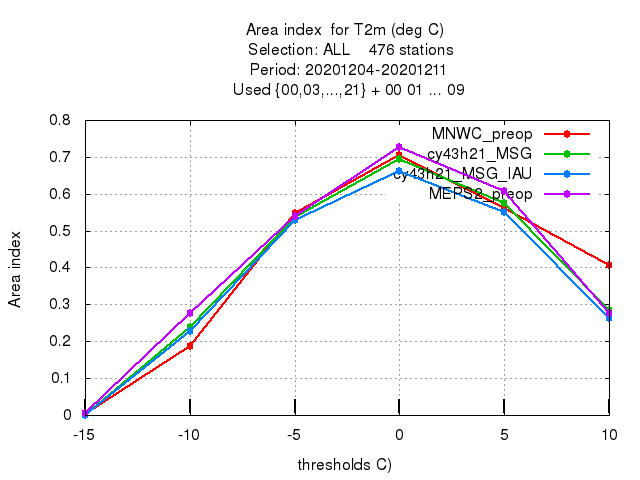 Area index  for T2m (deg C)
Selection: ALL    476 stations
Period: 20201204-20201211
Used {00,03,...,21} + 00 01 ... 09
0.8
0.7
0.6
0.5
0.4
0.3
0.2
0.1
0
Area index
MNWC_preop
cy43h21_MSG
cy43h21_MSG_IAU
MEPS2_preop
-15
-10
-5
0
5
10
thresholds C)